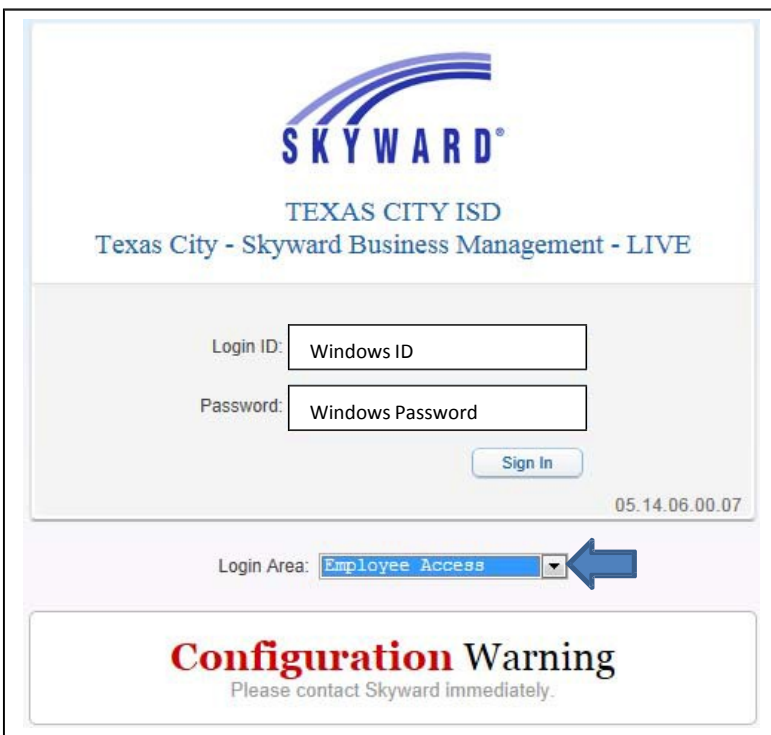 SKYWARD®
TEXAS CITY ISD
Texas City - Skyward Business Management - LIVE
Login ID: Windows ID
Password: Windows Password
Sign In
05.14.06.00.07
Login Area: Employee Access
Configuration Warning
Please contact Skyward immediately.